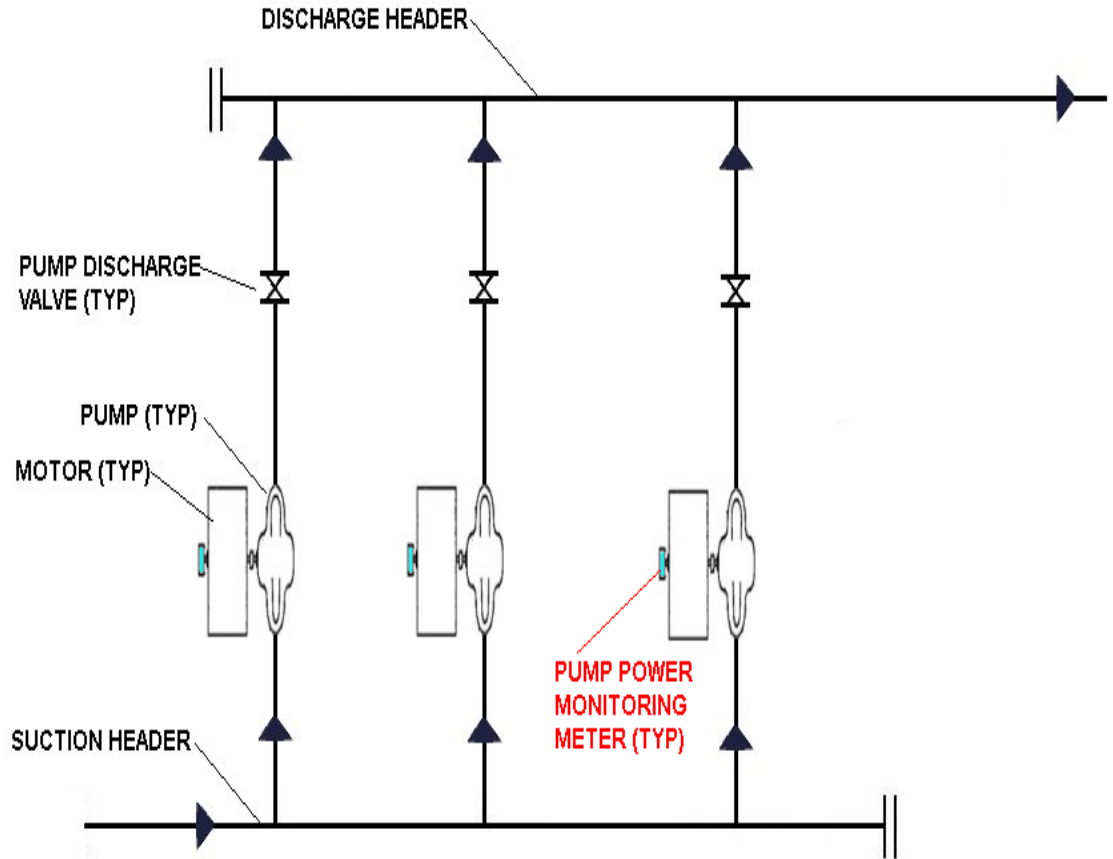 DISCHARGE HEADER
PUMP DISCHARGE
VALVE (TYP)
PUMP (TYP)
MOTOR (TYP)
PUMP POWER
MONITORING
METER (TYP)
SUCTION HEADER